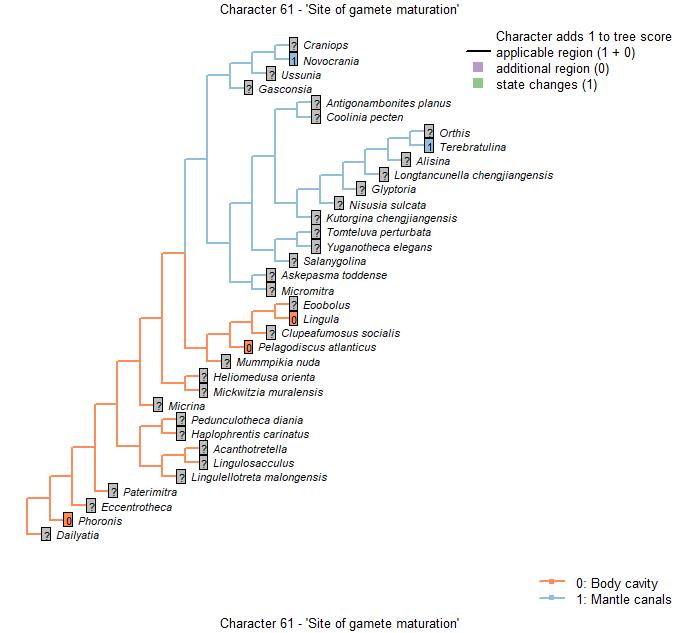 Character 61 - 'Site of gamete maturation'
Character adds 1 to tree score
applicable region (1 + 0)
additional region (0)
state changes (1)
? Craniops
1 Novocrania
? Ussunia
? Gasconsia
? Antigonambonites planus
? Coolinia pecten
? Orthis
1 Terebratulina
? Alisina
? Longtancunella chengjiangensis
? Glyptoria
? Nisusia sulcata
? Kutorgina chengjiangensis
? Tomteluva perturbata
? Yuganotheca elegans
? Salanygolina
? Askepasma toddense
? Micromitra
? Eoobolus
0 Lingula
? Clupeafumosus socialis
0 Pelagodiscus atlanticus
? Mummpikia nuda
? Heliomedusa orienta
? Mickwitzia muralensis
? Micrina
? Pedunculotheca diania
? Haplophrentis carinatus
? Acanthotretella
? Lingulosacculus
? Lingulellotreta malongensis
? Paterimitra
? Eccentrotheca
0 Phoronis
? Dailyatia
0: Body cavity
1: Mantle canals
Character 61 - 'Site of gamete maturation'